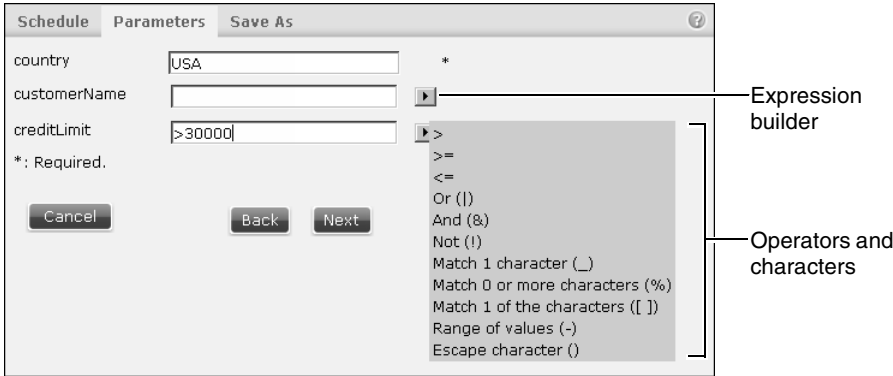 Schedule Parameters Save As ?
country USA *
customerName
Expression
builder
creditLimit >30000
*: Required.
Cancel Back Next
>
>=
<=
Or (|)
And (&)
Not (!)
Match 1 character (_)
Match 0 or more characters (%)
Match 1 of the characters ([ ])
Range of values (-)
Escape character ()
Operators and
characters